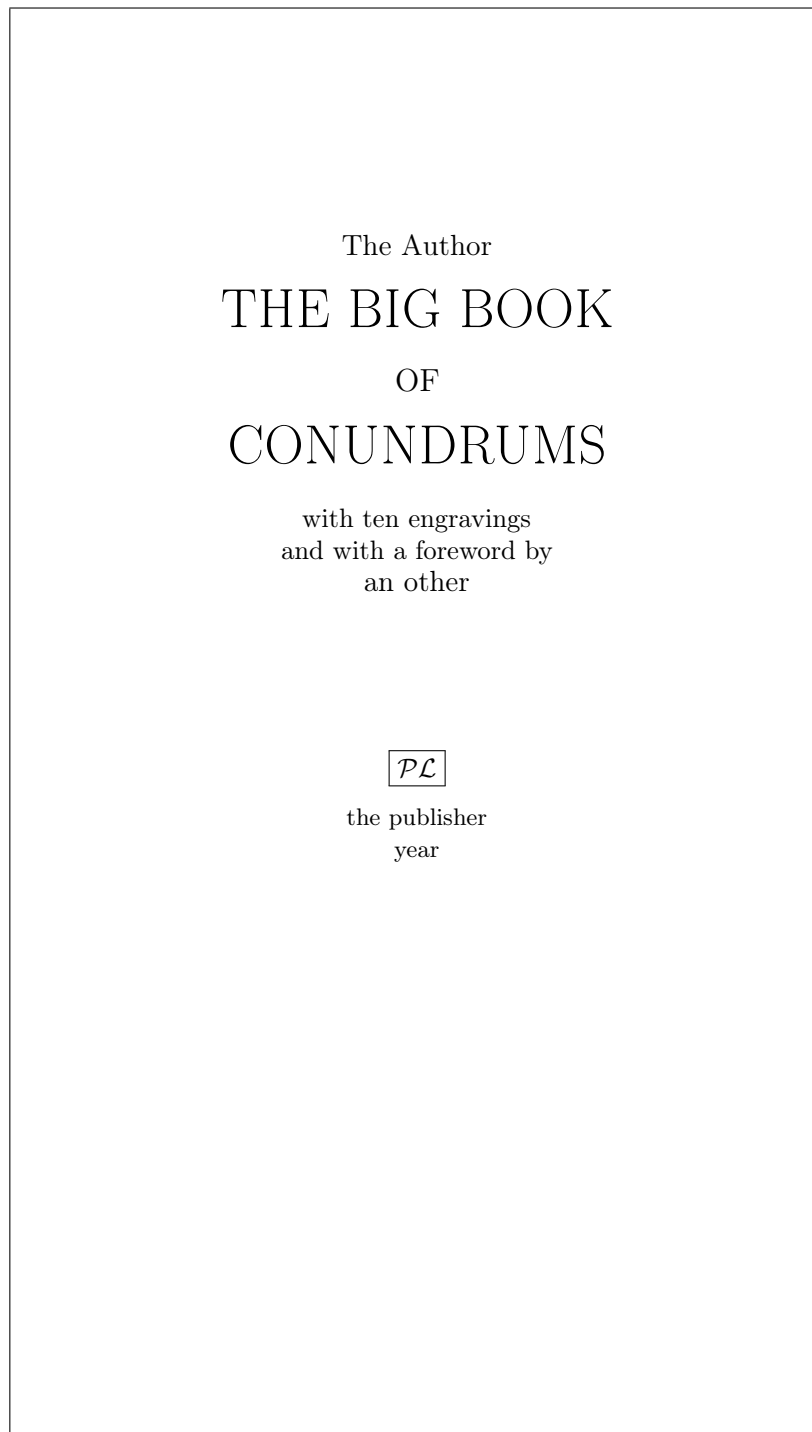 The Author
THE BIG BOOK
OF
CONUNDRUMS
with ten engravings
and with a foreword by
an other
PL
the publisher
year